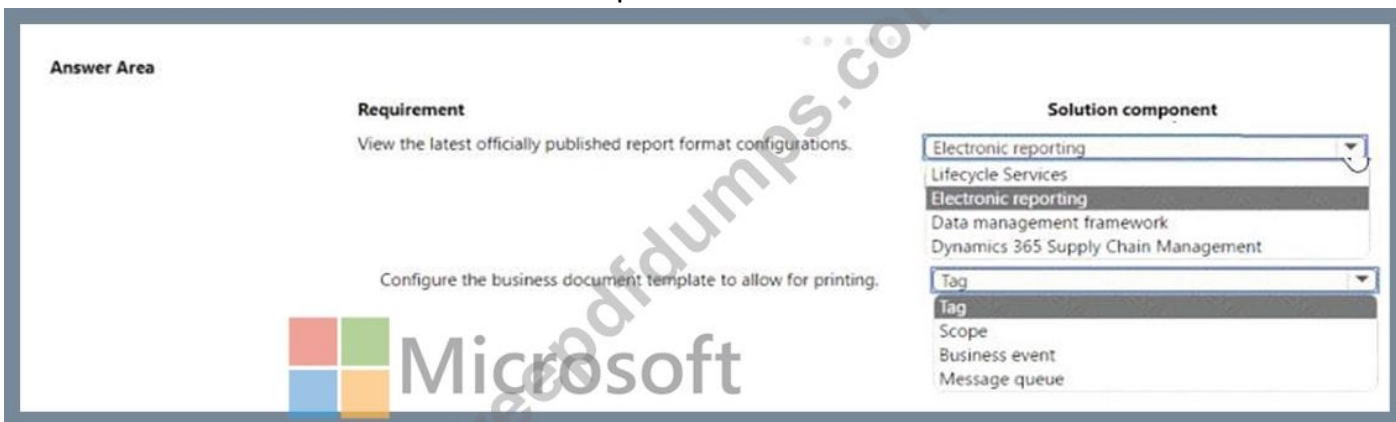 Answer Area
Requirement
Solution component
View the latest officially published report format configurations.
Electronic reporting
Lifecycle Services
Electronic reporting
Data management framework
Dynamics 365 Supply Chain Management
Configure the business document template to allow for printing.
Tag
Tag
Scope
Business event
Message queue
Microsoft
eepdfdumps.com